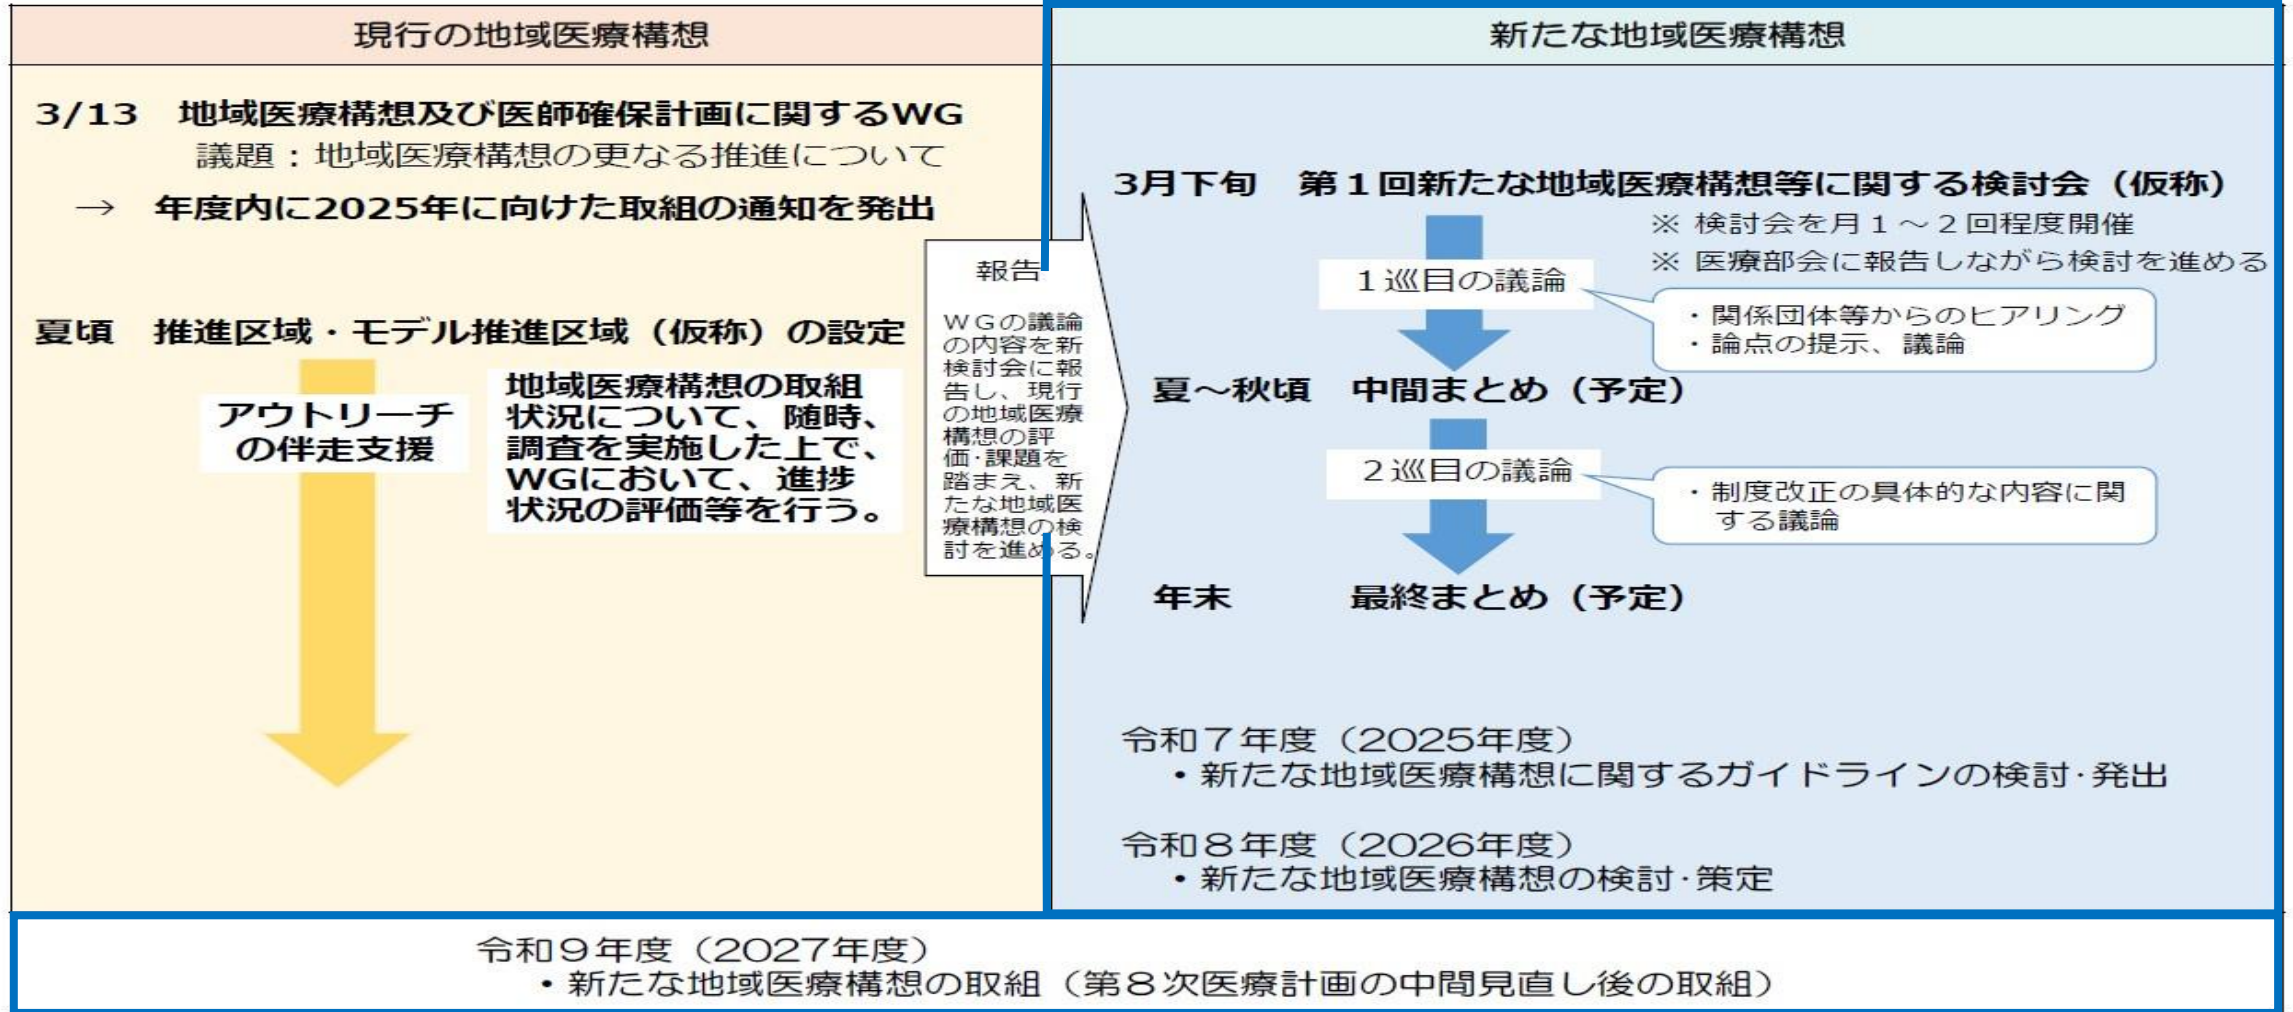 現行の地域医療構想
3/13 地域医療構想及び医師確保計画に関するWG
議題：地域医療構想の更なる推進について
→ 年度内に2025年に向けた取組の通知を発出
夏頃 推進区域・モデル推進区域（仮称）の設定
アウトリーチ
の伴走支援
地域医療構想の取組
状況について、随時、
調査を実施した上で、
WGにおいて、進捗
状況の評価等を行う。
報告
ＷＧの議論
の内容を新
検討会に報
告し、現行
の地域医療
構想の評
価･課題を
踏まえ、新
たな地域医
療構想の検
討を進める。
新たな地域医療構想
3月下旬 第１回新たな地域医療構想等に関する検討会（仮称）
※ 検討会を月１～２回程度開催
※ 医療部会に報告しながら検討を進める
１巡目の議論
・関係団体等からのヒアリング
・論点の提示、議論
夏～秋頃 中間まとめ（予定）
２巡目の議論
・制度改正の具体的な内容に関
する議論
年末 最終まとめ（予定）
令和７年度（2025年度）
・新たな地域医療構想に関するガイドラインの検討･発出
令和８年度（2026年度）
・新たな地域医療構想の検討･策定
令和９年度（2027年度）
・新たな地域医療構想の取組（第８次医療計画の中間見直し後の取組）